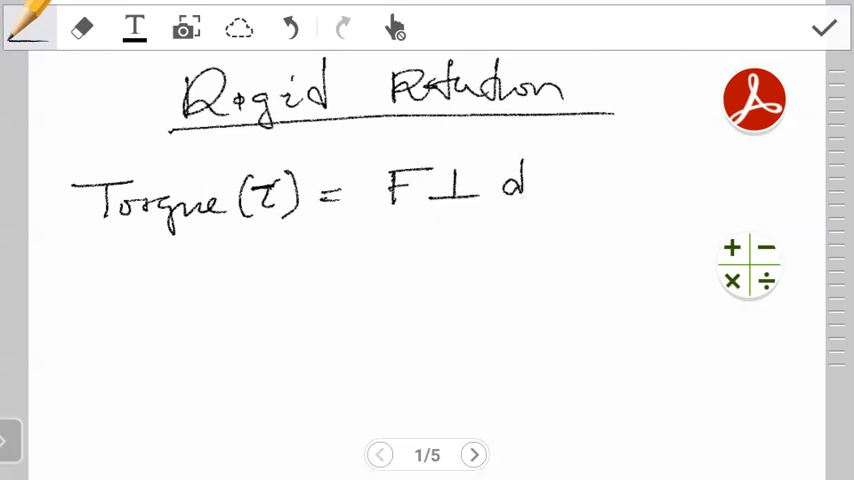 T
Rigid Rotation
Torque (τ) = F⊥ d
+ −
× ÷
1/5